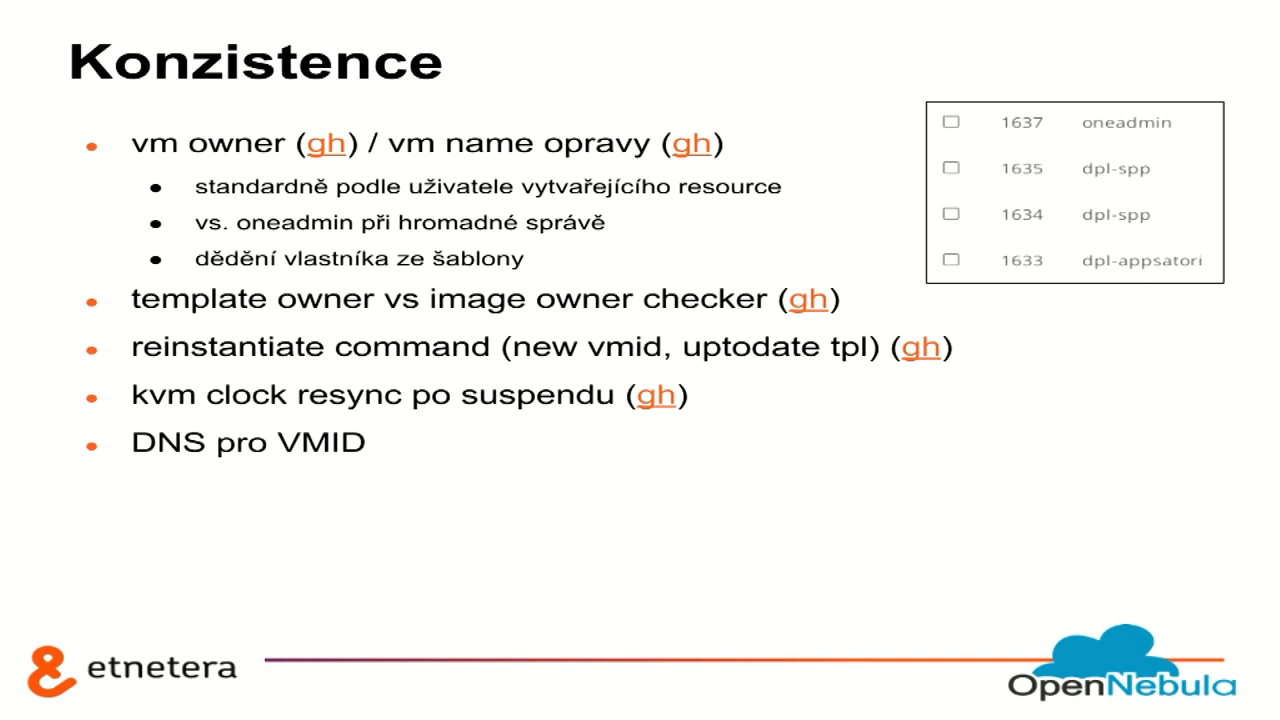 Konzistence
vm owner (gh) / vm name opravy (gh)
standardně podle uživatele vytvařejícího resource
vs. oneadmin při hromadné správě
dědění vlastníka ze šablony
template owner vs image owner checker (gh)
reinstantiate command (new vmid, uptodate tpl) (gh)
kvm clock resync po suspendu (gh)
DNS pro VMID
1637 oneadmin
1635 dpl-spp
1634 dpl-spp
1633 dpl-appsatori
etnetera
OpenNebula